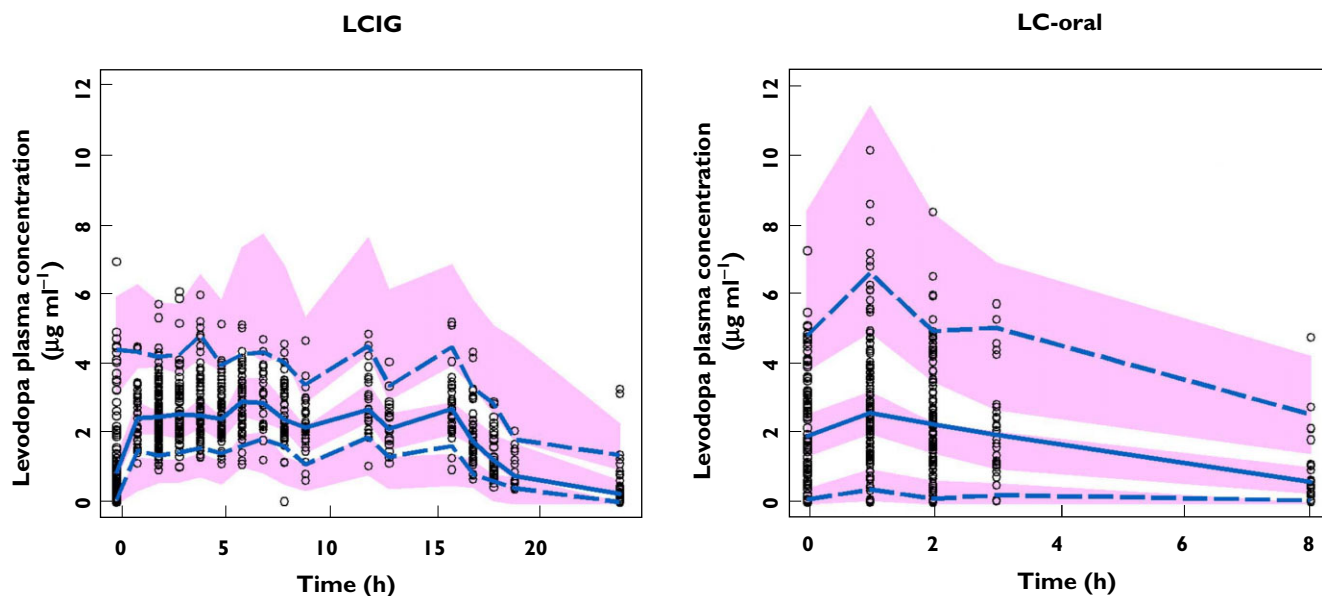 LCIG
Levodopa plasma concentration
(µg ml⁻¹)
12
10
8
6
4
2
0
0 5 10 15 20
Time (h)
LC-oral
Levodopa plasma concentration
(µg ml⁻¹)
12
10
8
6
4
2
0
0 2 4 6 8
Time (h)